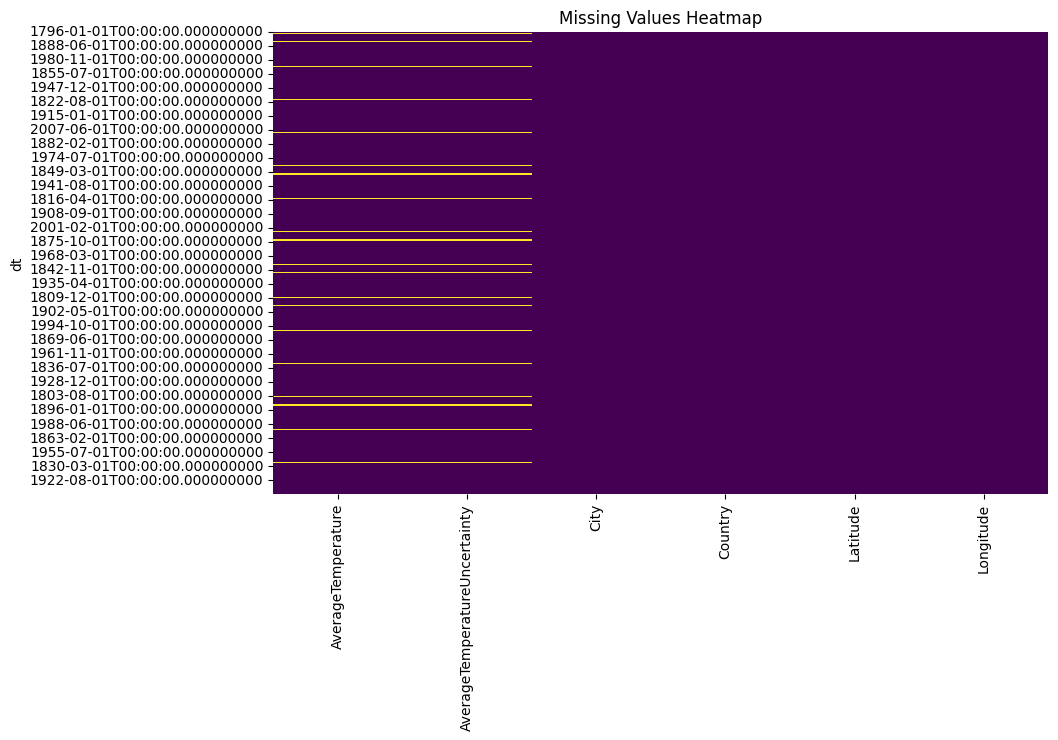 Missing Values Heatmap
1796-01-01T00:00:00.000000000
1888-06-01T00:00:00.000000000
1980-11-01T00:00:00.000000000
1855-07-01T00:00:00.000000000
1947-12-01T00:00:00.000000000
1822-08-01T00:00:00.000000000
1915-01-01T00:00:00.000000000
2007-06-01T00:00:00.000000000
1882-02-01T00:00:00.000000000
1974-07-01T00:00:00.000000000
1849-03-01T00:00:00.000000000
1941-08-01T00:00:00.000000000
1816-04-01T00:00:00.000000000
1908-09-01T00:00:00.000000000
2001-02-01T00:00:00.000000000
1875-10-01T00:00:00.000000000
1968-03-01T00:00:00.000000000
1842-11-01T00:00:00.000000000
1935-04-01T00:00:00.000000000
1809-12-01T00:00:00.000000000
1902-05-01T00:00:00.000000000
1994-10-01T00:00:00.000000000
1869-06-01T00:00:00.000000000
1961-11-01T00:00:00.000000000
1836-07-01T00:00:00.000000000
1928-12-01T00:00:00.000000000
1803-08-01T00:00:00.000000000
1896-01-01T00:00:00.000000000
1988-06-01T00:00:00.000000000
1863-02-01T00:00:00.000000000
1955-07-01T00:00:00.000000000
1830-03-01T00:00:00.000000000
1922-08-01T00:00:00.000000000
dt
AverageTemperature
AverageTemperatureUncertainty
City
Country
Latitude
Longitude